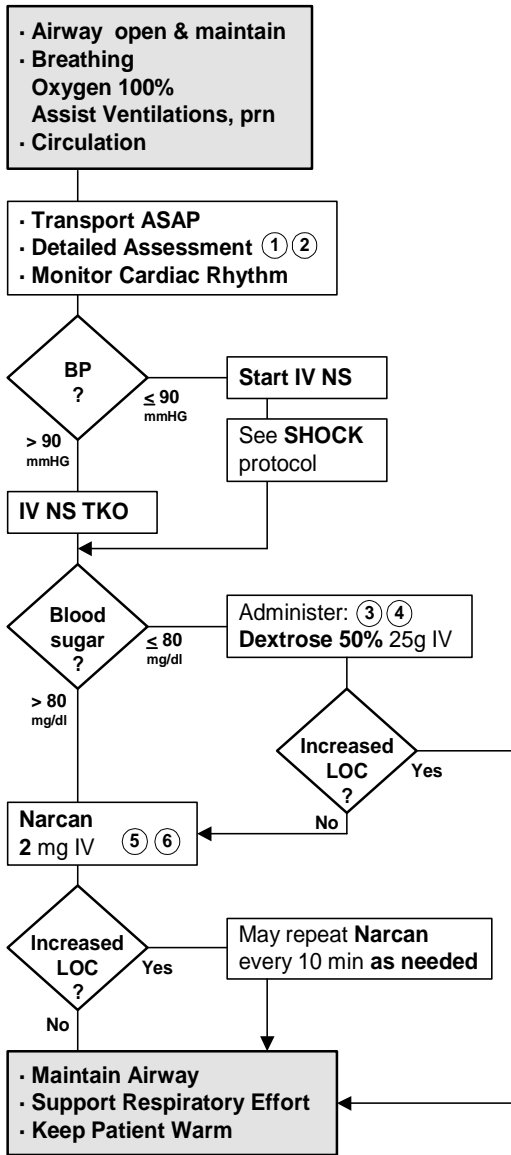 · Airway open & maintain
· Breathing
Oxygen 100%
Assist Ventilations, prn
· Circulation
· Transport ASAP
· Detailed Assessment ① ②
· Monitor Cardiac Rhythm
BP
?
≤ 90
mmHG
> 90
mmHG
Start IV NS
See SHOCK
protocol
IV NS TKO
Blood
sugar
?
≤ 80
mg/dl
> 80
mg/dl
Administer: ③ ④
Dextrose 50% 25g IV
Increased
LOC
?
Yes
No
Narcan
2 mg IV ⑤ ⑥
Increased
LOC
?
Yes
No
May repeat Narcan
every 10 min as needed
· Maintain Airway
· Support Respiratory Effort
· Keep Patient Warm